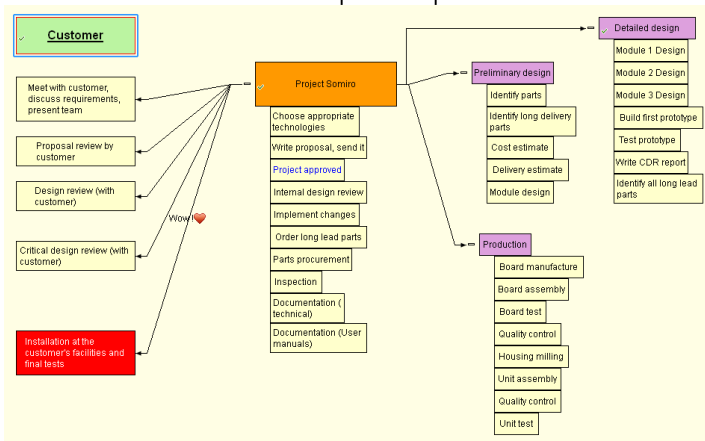 Customer
Meet with customer,
discuss requirements,
present team
Proposal review by
customer
Design review (with
customer)
Wow !
Critical design review (with
customer)
Installation at the
customer's facilities and
final tests
Project Somiro
Choose appropriate
technologies
Write proposal, send it
Project approved
Internal design review
Implement changes
Order long lead parts
Parts procurement
Inspection
Documentation (
technical)
Documentation (User
manuals)
Preliminary design
Identify parts
Identify long delivery
parts
Cost estimate
Delivery estimate
Module design
Production
Board manufacture
Board assembly
Board test
Quality control
Housing milling
Unit assembly
Quality control
Unit test
Detailed design
Module 1 Design
Module 2 Design
Module 3 Design
Build first prototype
Test prototype
Write CDR report
Identify all long lead
parts